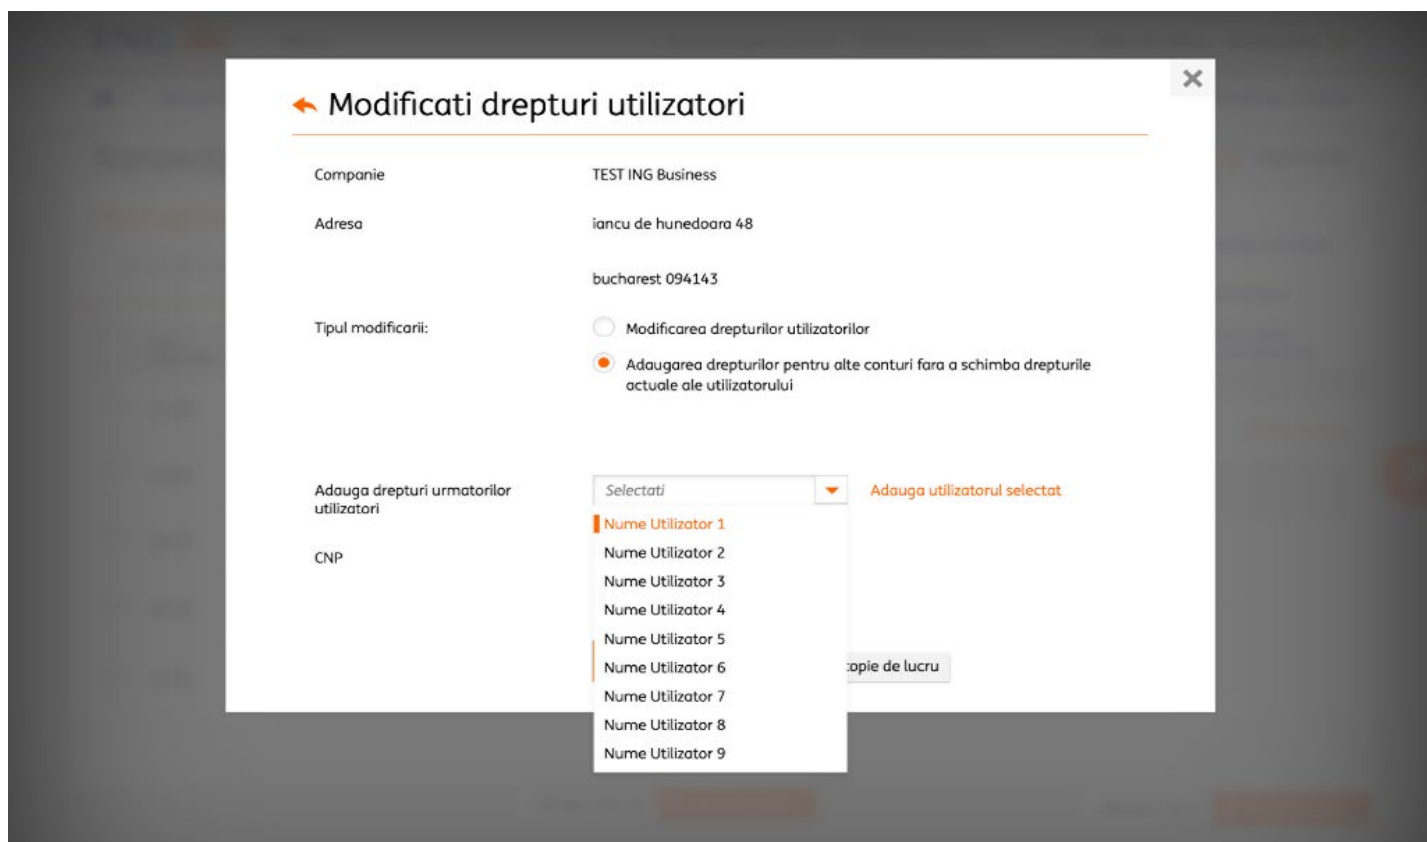 Modificati drepturi utilizatori
Companie TEST ING Business
Adresa iancu de hunedoara 48
bucharest 094143
Tipul modificarii: Modificarea drepturilor utilizatorilor
Adaugarea drepturilor pentru alte conturi fara a schimba drepturile
actuale ale utilizatorului
Adauga drepturi urmatorilor
utilizatori
Selectati Adauga utilizatorul selectat
CNP
Nume Utilizator 1
Nume Utilizator 2
Nume Utilizator 3
Nume Utilizator 4
Nume Utilizator 5
Nume Utilizator 6
Nume Utilizator 7
Nume Utilizator 8
Nume Utilizator 9
copie de lucru